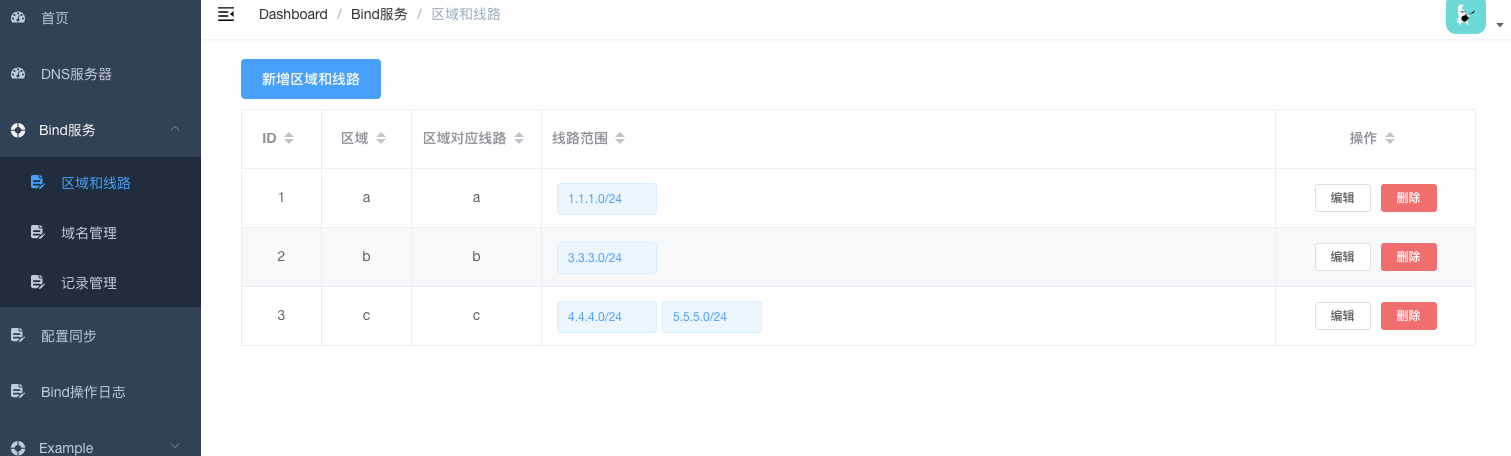 首页
DNS服务器
Bind服务
区域和线路
域名管理
记录管理
配置同步
Bind操作日志
Example
Dashboard / Bind服务 / 区域和线路
新增区域和线路
ID 区域 区域对应线路 线路范围 操作
1 a a 1.1.1.0/24 编辑 删除
2 b b 3.3.3.0/24 编辑 删除
3 c c 4.4.4.0/24 5.5.5.0/24 编辑 删除